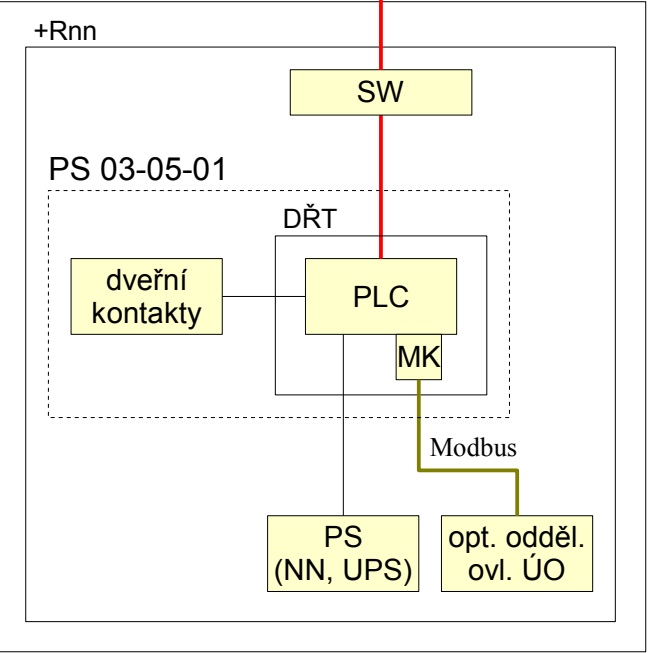 +Rnn
SW
PS 03-05-01
DŘT
dveřní
kontakty
PLC
MK
Modbus
PS
(NN, UPS)
opt. odděl.
ovl. ÚO